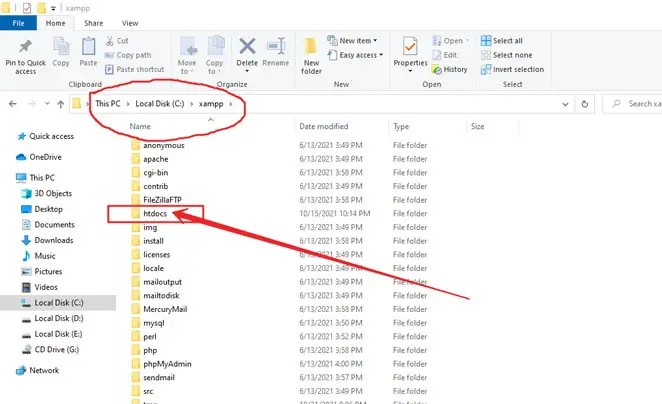 xampp
File Home Share View
Pin to Quick access Copy Paste Cut Copy path Paste shortcut Move to Copy to Delete Rename New folder New item Easy access Properties Open Edit History Select all Select none Invert selection
Clipboard Organize New Open Select
This PC Local Disk (C:) xampp Search xa
Name Date modified Type Size
Quick access
OneDrive
This PC
3D Objects
Desktop
Documents
Downloads
Music
Pictures
Videos
Local Disk (C:)
Local Disk (D:)
Local Disk (E:)
CD Drive (G:)
Network
anonymous 6/13/2021 3:49 PM File folder
apache 6/13/2021 3:49 PM File folder
cgi-bin 6/13/2021 3:58 PM File folder
contrib 6/13/2021 3:49 PM File folder
FileZillaFTP 6/13/2021 3:58 PM File folder
htdocs 10/15/2021 10:14 PM File folder
img 6/13/2021 3:49 PM File folder
install 6/13/2021 3:58 PM File folder
licenses 6/13/2021 3:49 PM File folder
locale 6/13/2021 3:49 PM File folder
mailoutput 6/13/2021 3:49 PM File folder
mailtodisk 6/13/2021 3:49 PM File folder
MercuryMail 6/13/2021 3:58 PM File folder
mysql 6/13/2021 3:50 PM File folder
perl 6/13/2021 3:52 PM File folder
php 6/13/2021 3:58 PM File folder
phpMyAdmin 6/13/2021 4:00 PM File folder
sendmail 6/13/2021 3:57 PM File folder
src 6/13/2021 3:49 PM File folder